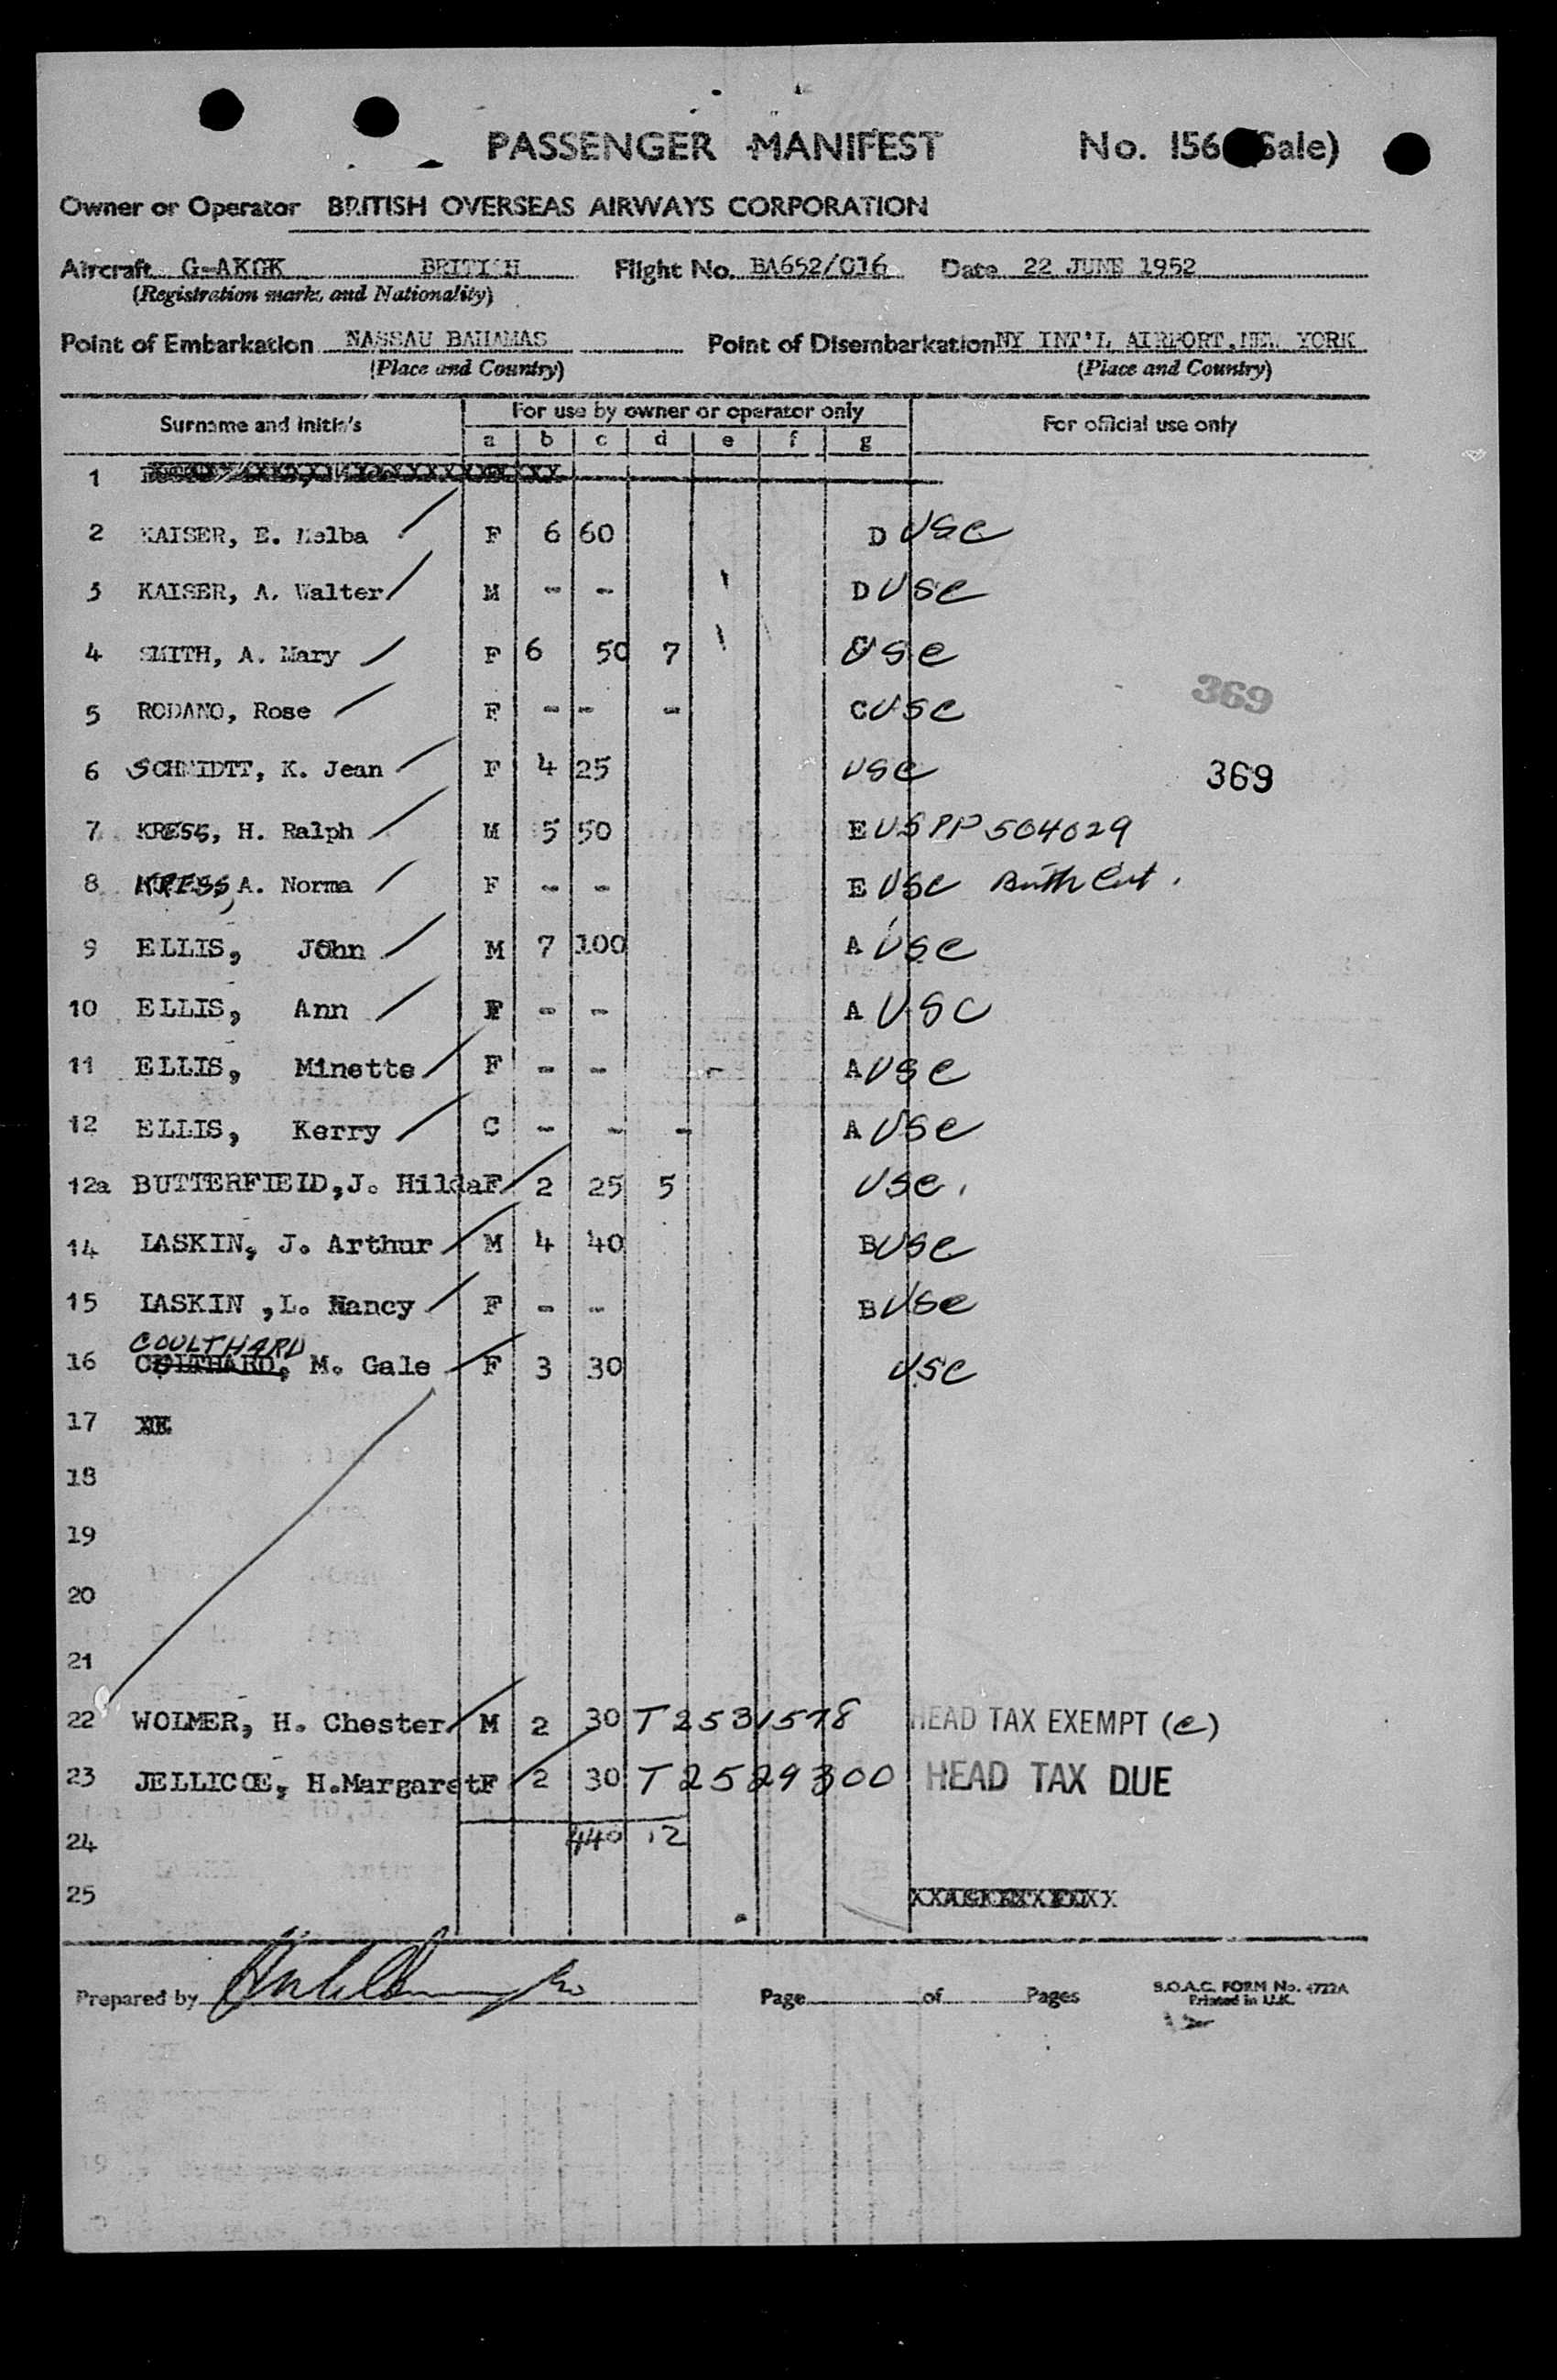 PASSENGER MANIFEST No. 156 Sale)
Owner or Operator BRITISH OVERSEAS AIRWAYS CORPORATION
Aircraft G-AKGK BRITISH Flight No. BA652/016 Date 22 JUNE 1952
(Registration marks and Nationality)
Point of Embarkation NASSAU BAHAMAS Point of Disembarkation NY INT'L AIRPORT, NEW YORK
(Place and Country) (Place and Country)
Surname and Initials For use by owner or operator only For official use only
a b c d e f g
1
2 KAISER, E. Melba F 6 60 D USC
3 KAISER, A. Walter M - - D USC
4 SMITH, A. Mary F 6 50 7 C USC
5 RODANO, Rose F - - - C USC
369
6 SCHMIDTT, K. Jean F 4 25 USC 369
7 KRESS, H. Ralph M 5 50 E US PP 504029
8 KRESS, A. Norma F - - E USC Birth Cert.
9 ELLIS, JOhn M 7 100 A USC
10 ELLIS, Ann F - - A USC
11 ELLIS, Minette F - - - A USC
12 ELLIS, Kerry C - - - A USC
12a BUTTERFIELD, J. Hilda F 2 25 5 USC.
14 LASKIN, J. Arthur M 4 40 B USC
15 LASKIN ,L. Nancy F - - B USC
COULTHARD
16 COLTHARD, M. Gale F 3 30 USC
17
18
19
20
21
22 WOLMER, H. Chester M 2 30 T 2531578 HEAD TAX EXEMPT (e)
23 JELLICOE, H.Margaret F 2 30 T 2529300 HEAD TAX DUE
24 440 12
25
Prepared by Page of Pages B.O.A.C. FORM No. 4722A
Printed in U.K.